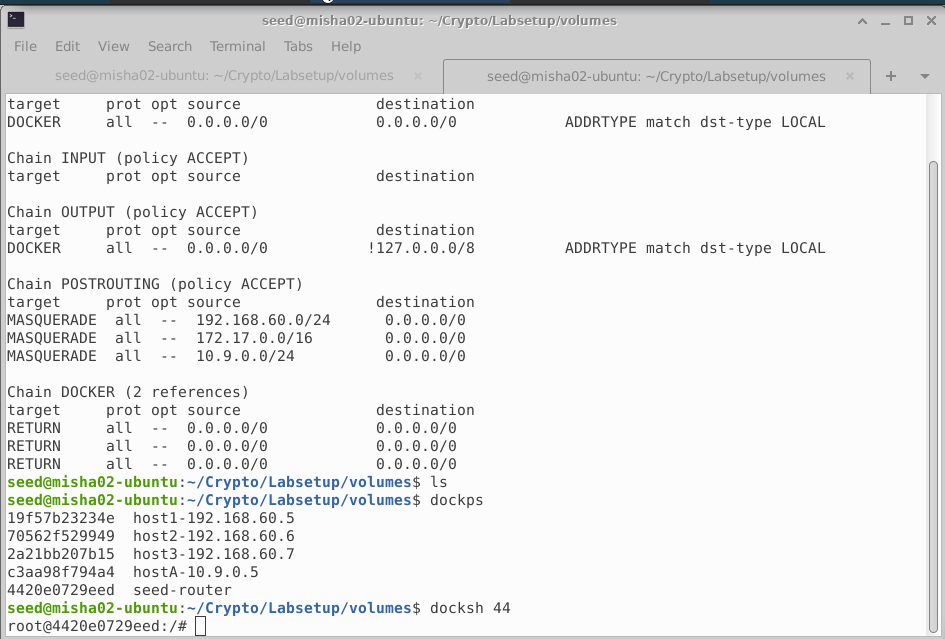 seed@misha02-ubuntu: ~/Crypto/Labsetup/volumes
File Edit View Search Terminal Tabs Help
seed@misha02-ubuntu: ~/Crypto/Labsetup/volumes × seed@misha02-ubuntu: ~/Crypto/Labsetup/volumes ×
target     prot opt source               destination
DOCKER     all  --  0.0.0.0/0            0.0.0.0/0            ADDRTYPE match dst-type LOCAL
Chain INPUT (policy ACCEPT)
target     prot opt source               destination
Chain OUTPUT (policy ACCEPT)
target     prot opt source               destination
DOCKER     all  --  0.0.0.0/0           !127.0.0.0/8          ADDRTYPE match dst-type LOCAL
Chain POSTROUTING (policy ACCEPT)
target     prot opt source               destination
MASQUERADE  all  --  192.168.60.0/24      0.0.0.0/0
MASQUERADE  all  --  172.17.0.0/16        0.0.0.0/0
MASQUERADE  all  --  10.9.0.0/24          0.0.0.0/0
Chain DOCKER (2 references)
target     prot opt source               destination
RETURN     all  --  0.0.0.0/0            0.0.0.0/0
RETURN     all  --  0.0.0.0/0            0.0.0.0/0
RETURN     all  --  0.0.0.0/0            0.0.0.0/0
seed@misha02-ubuntu:~/Crypto/Labsetup/volumes$ ls
seed@misha02-ubuntu:~/Crypto/Labsetup/volumes$ dockps
19f57b23234e  host1-192.168.60.5
70562f529949  host2-192.168.60.6
2a21bb207b15  host3-192.168.60.7
c3aa98f794a4  hostA-10.9.0.5
4420e0729eed  seed-router
seed@misha02-ubuntu:~/Crypto/Labsetup/volumes$ docksh 44
root@4420e0729eed:/#